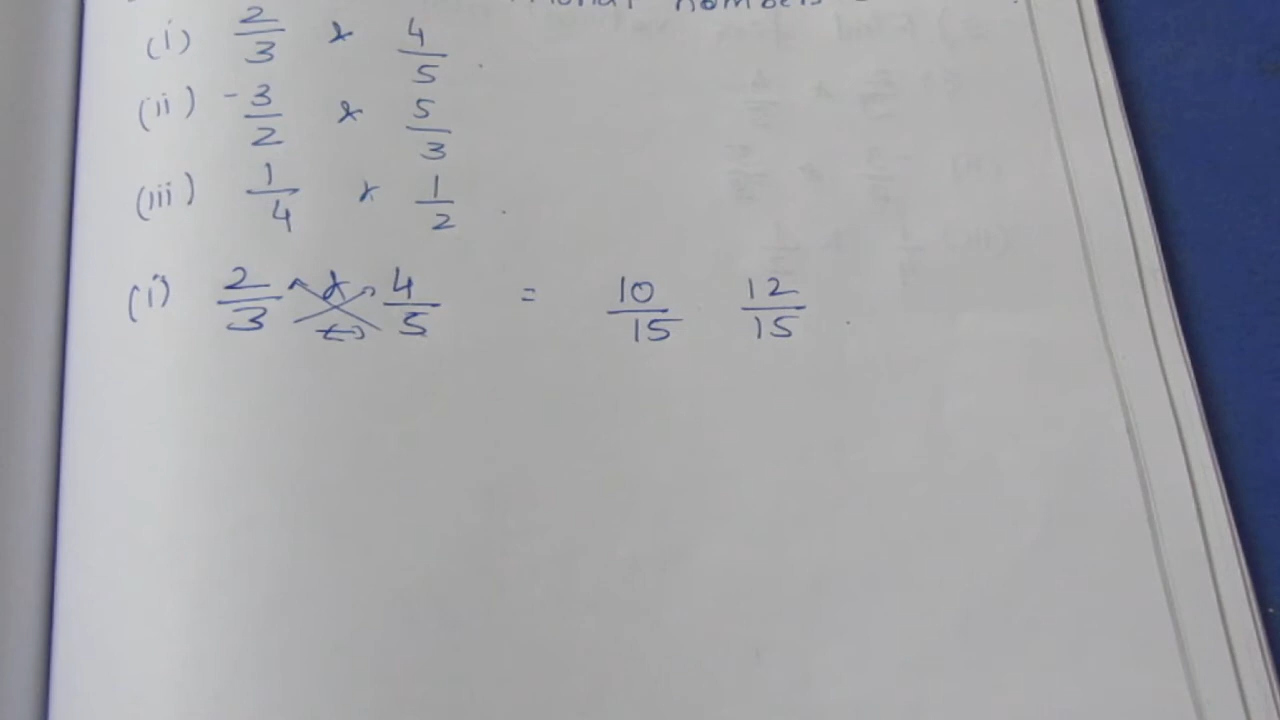 numbers
(i) 2/3 x 4/5
(ii) -3/2 x 5/3
(iii) 1/4 x 1/2
(i) 2/3 x 4/5 = 10/15 12/15